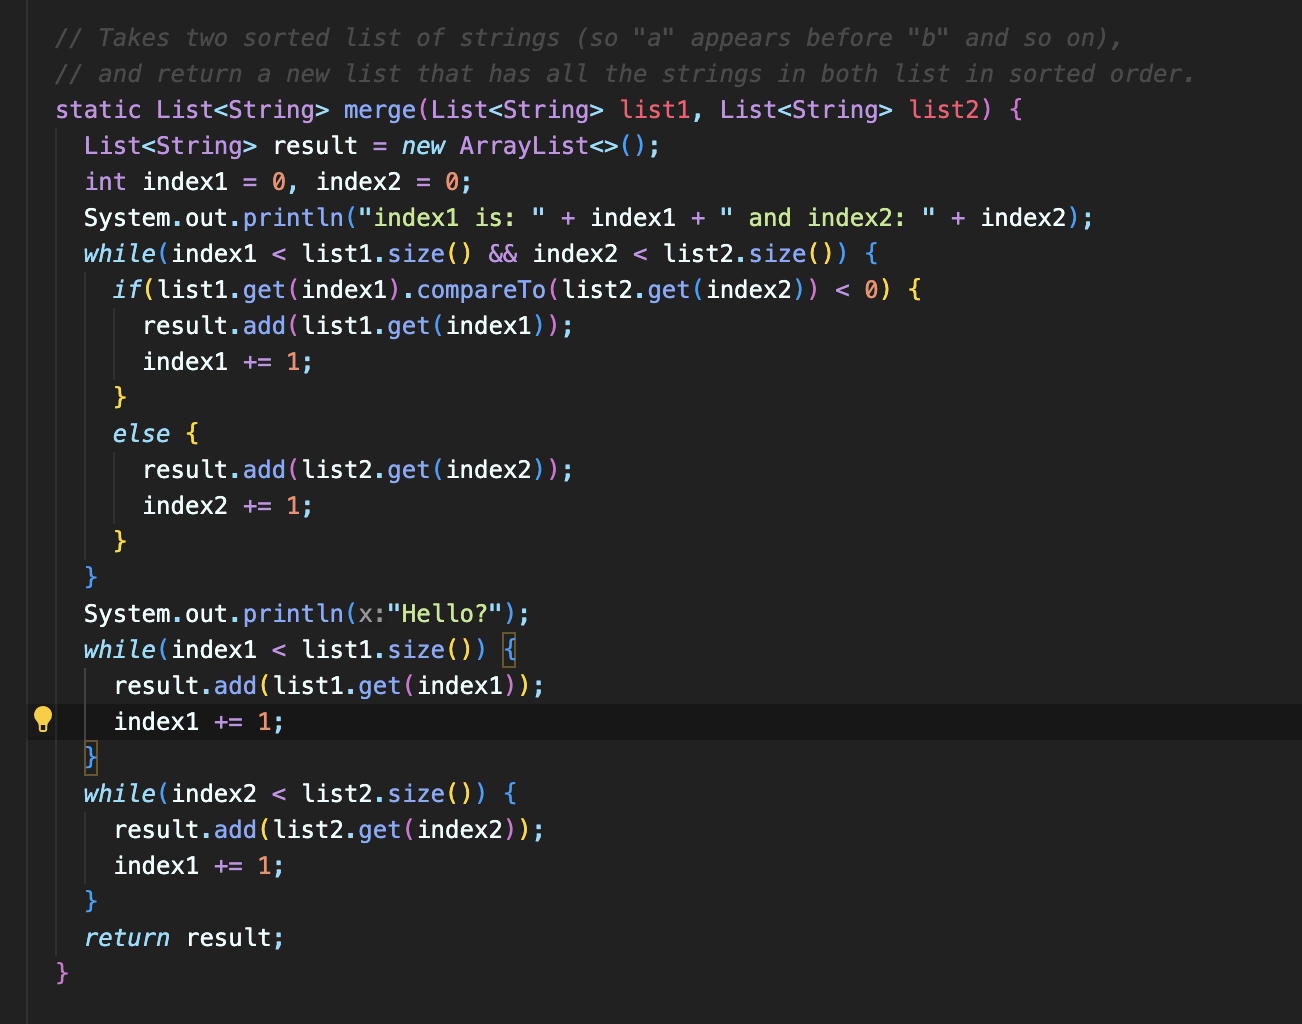 // Takes two sorted list of strings (so "a" appears before "b" and so on),
// and return a new list that has all the strings in both list in sorted order.
static List<String> merge(List<String> list1, List<String> list2) {
  List<String> result = new ArrayList<>();
  int index1 = 0, index2 = 0;
  System.out.println("index1 is: " + index1 + " and index2: " + index2);
  while(index1 < list1.size() && index2 < list2.size()) {
    if(list1.get(index1).compareTo(list2.get(index2)) < 0) {
      result.add(list1.get(index1));
      index1 += 1;
    }
    else {
      result.add(list2.get(index2));
      index2 += 1;
    }
  }
  System.out.println(x:"Hello?");
  while(index1 < list1.size()) {
    result.add(list1.get(index1));
    index1 += 1;
  }
  while(index2 < list2.size()) {
    result.add(list2.get(index2));
    index1 += 1;
  }
  return result;
}